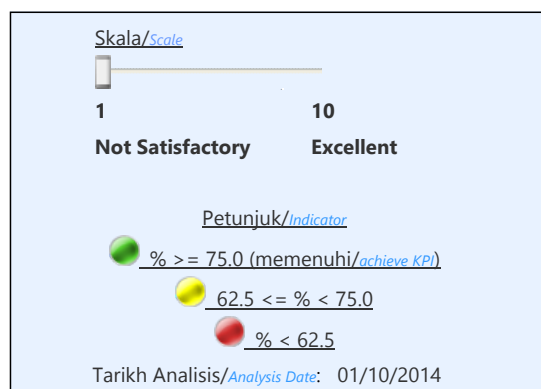 Skala/Scale
1 10
Not Satisfactory Excellent
Petunjuk/Indicator
% >= 75.0 (memenuhi/achieve KPI)
62.5 <= % < 75.0
% < 62.5
Tarikh Analisis/Analysis Date: 01/10/2014